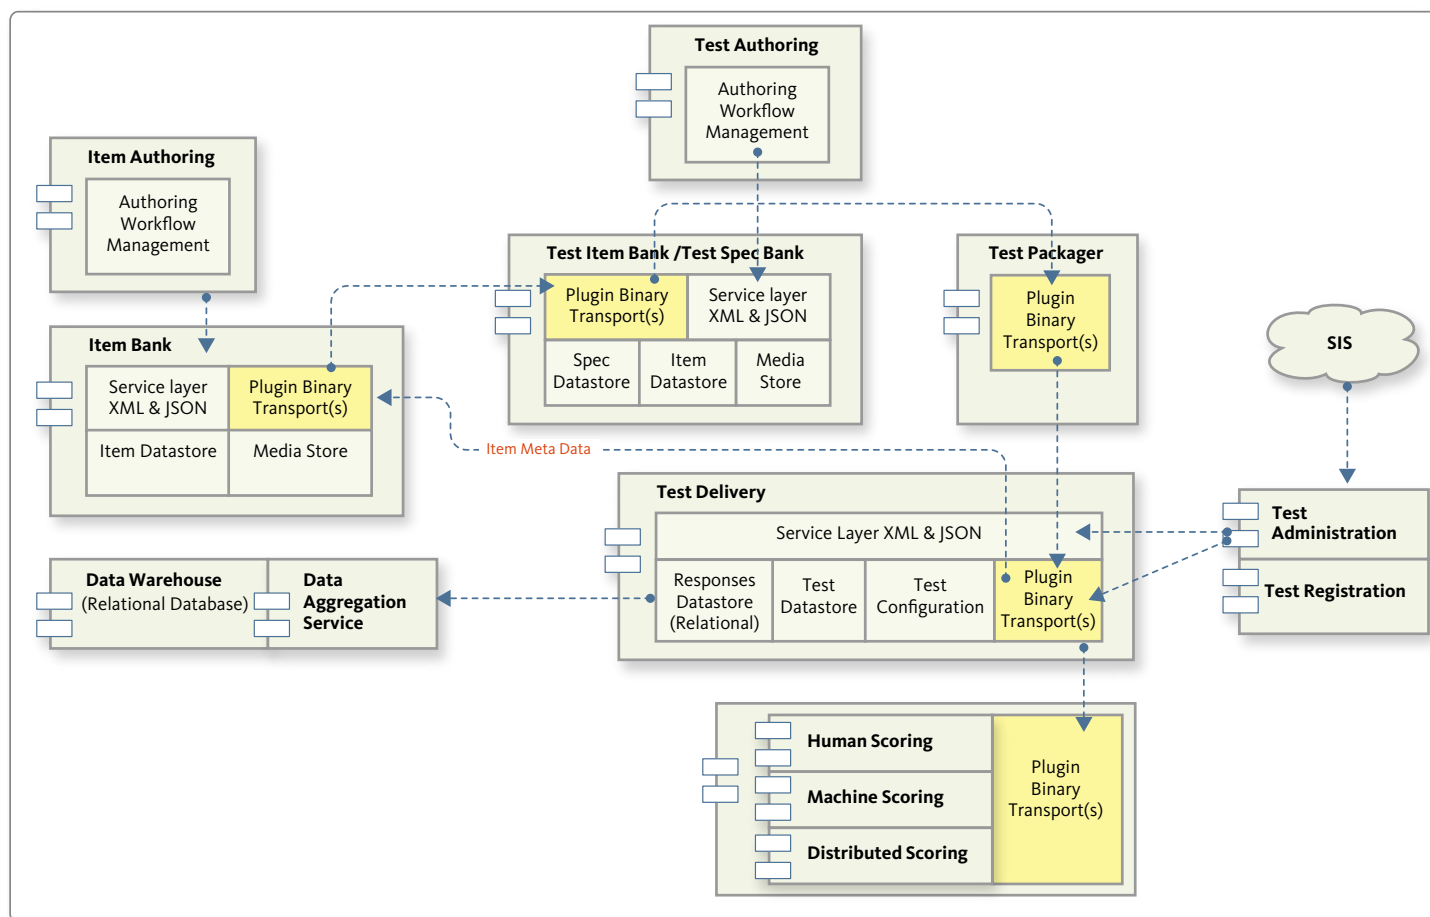 Test Authoring
Authoring
Workflow
Management
Item Authoring
Authoring
Workflow
Management
Test Item Bank /Test Spec Bank
Plugin Binary
Transport(s)
Service layer
XML & JSON
Spec
Datastore
Item
Datastore
Media
Store
Test Packager
Plugin
Binary
Transport(s)
SIS
Item Bank
Service layer
XML & JSON
Plugin Binary
Transport(s)
Item Datastore
Media Store
Item Meta Data
Test Delivery
Service Layer XML & JSON
Responses
Datastore
(Relational)
Test
Datastore
Test
Configuration
Plugin
Binary
Transport(s)
Test
Administration
Test Registration
Data Warehouse
(Relational Database)
Data
Aggregation
Service
Human Scoring
Machine Scoring
Distributed Scoring
Plugin
Binary
Transport(s)